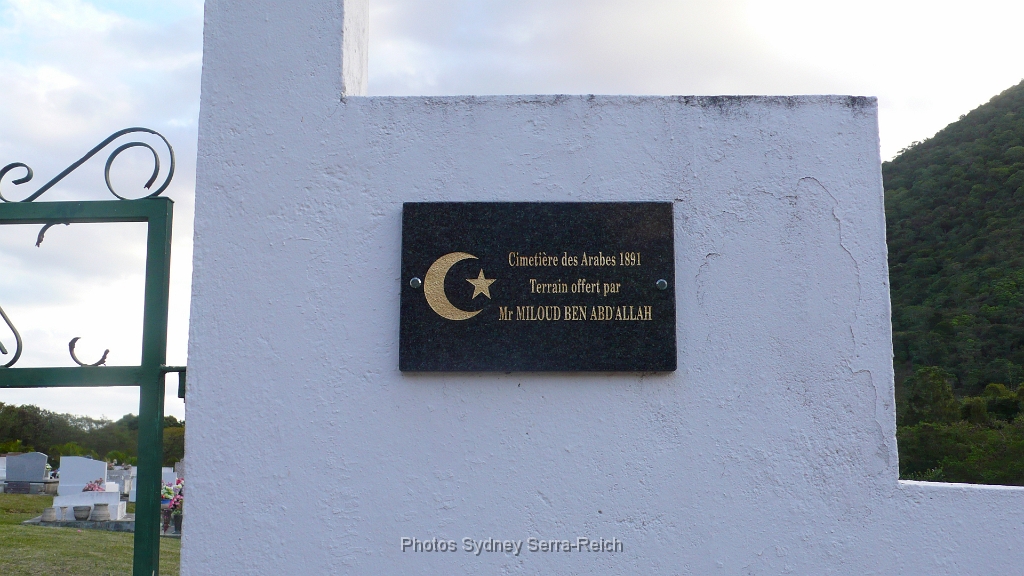 Cimetière des Arabes 1891
Terrain offert par
Mr MILOUD BEN ABD'ALLAH
Photos Sydney Serra-Reich